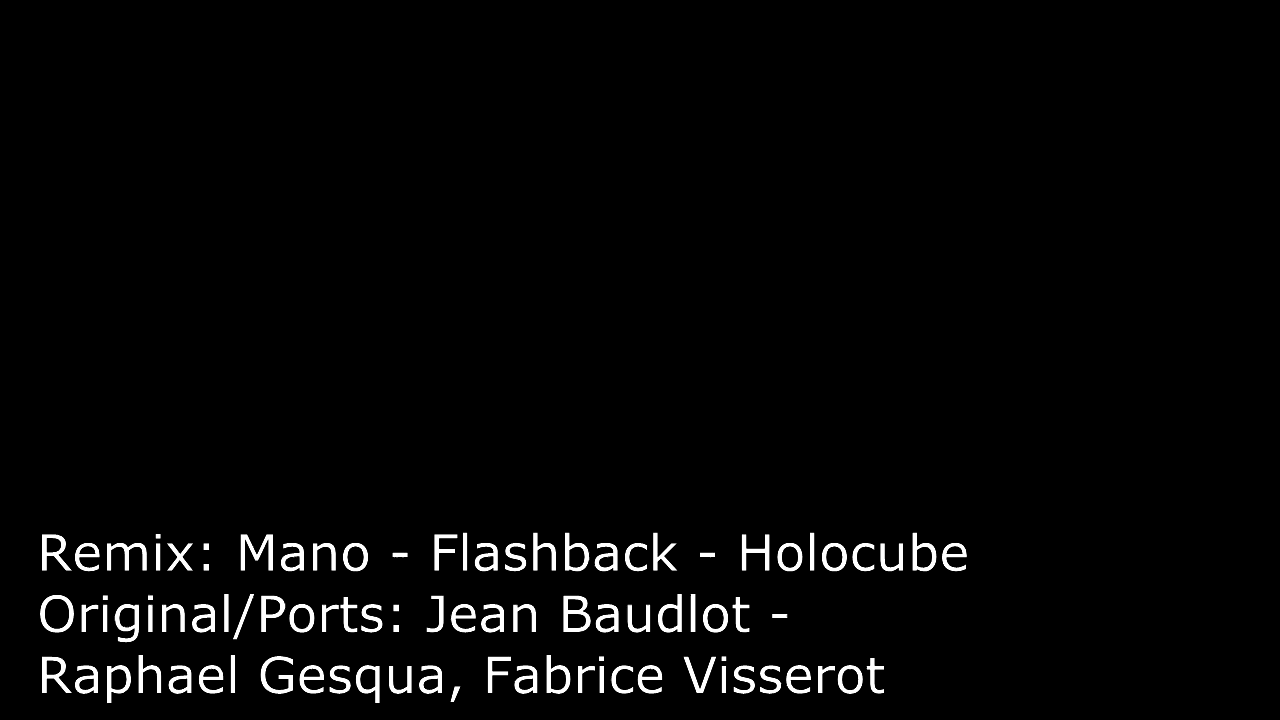 Remix: Mano - Flashback - Holocube
Original/Ports: Jean Baudlot -
Raphael Gesqua, Fabrice Visserot